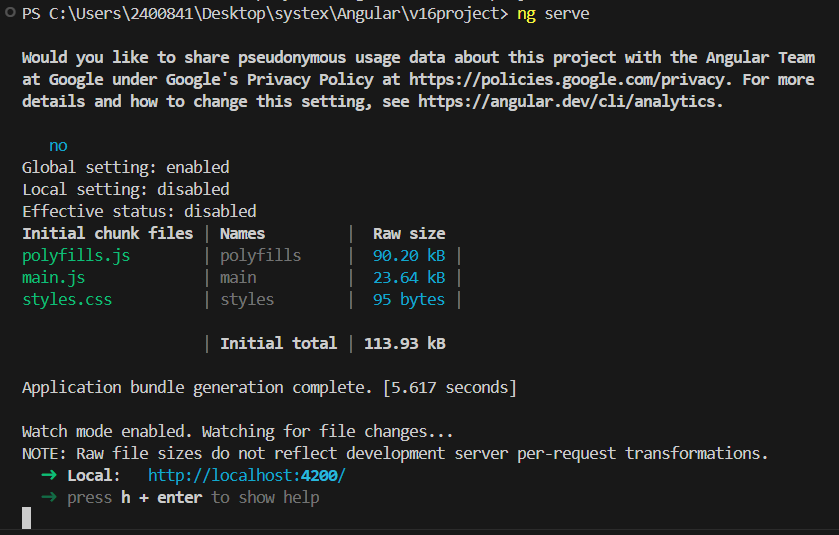 PS C:\Users\2400841\Desktop\systex\Angular\v16project> ng serve
Would you like to share pseudonymous usage data about this project with the Angular Team
at Google under Google's Privacy Policy at https://policies.google.com/privacy. For more
details and how to change this setting, see https://angular.dev/cli/analytics.
no
Global setting: enabled
Local setting: disabled
Effective status: disabled
Initial chunk files | Names | Raw size
polyfills.js | polyfills | 90.20 kB |
main.js | main | 23.64 kB |
styles.css | styles | 95 bytes |
| Initial total | 113.93 kB
Application bundle generation complete. [5.617 seconds]
Watch mode enabled. Watching for file changes...
NOTE: Raw file sizes do not reflect development server per-request transformations.
➜ Local: http://localhost:4200/
➜ press h + enter to show help